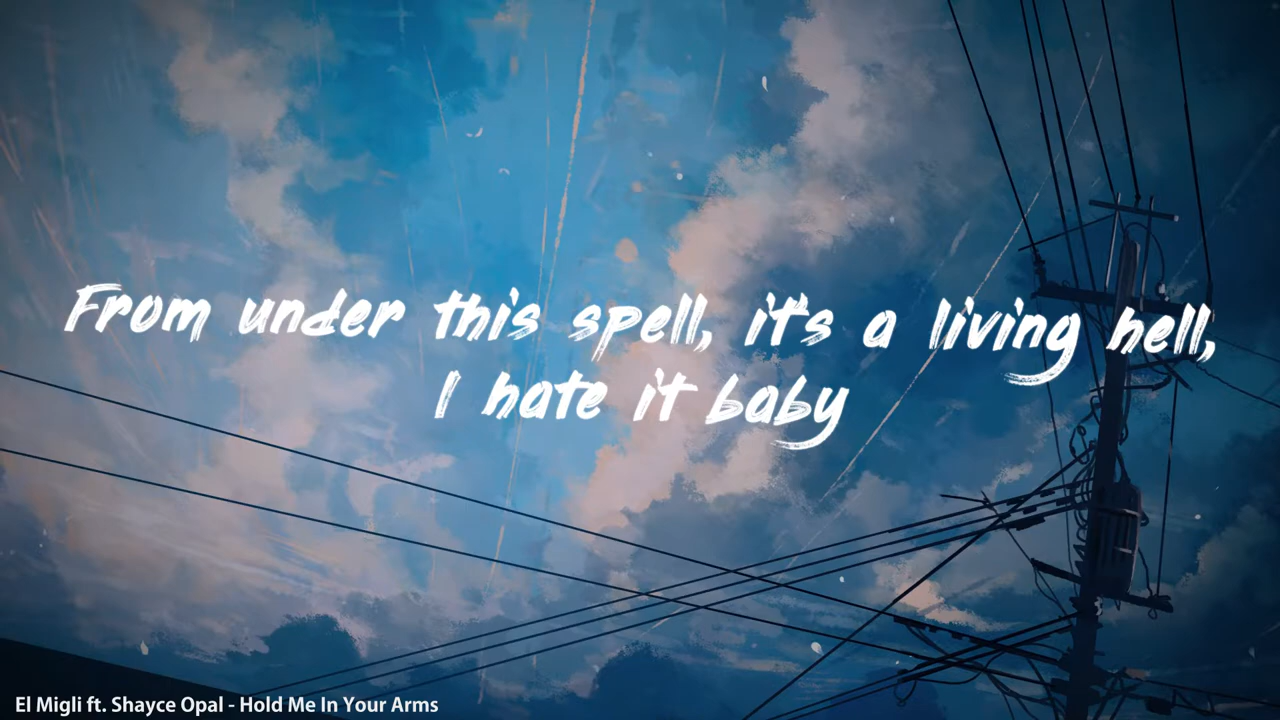 From under this spell, it's a living hell,
I hate it baby
El Migli ft. Shayce Opal - Hold Me In Your Arms